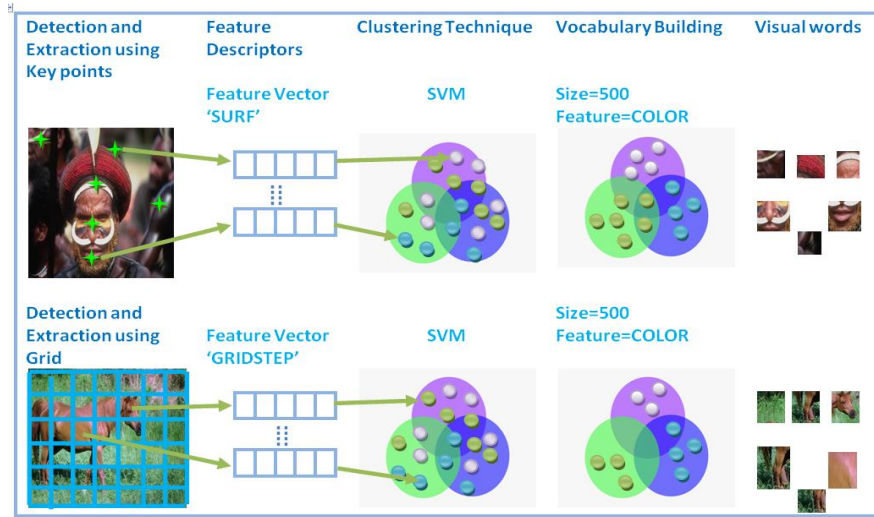 Detection and
Extraction using
Key points
Feature
Descriptors
Clustering Technique
Vocabulary Building
Visual words
Feature Vector
‘SURF’
SVM
Size=500
Feature=COLOR
Detection and
Extraction using
Grid
Feature Vector
‘GRIDSTEP’
SVM
Size=500
Feature=COLOR